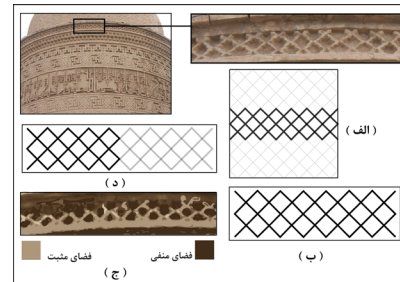 ( الف )
( د )
( ب )
فضای مثبت
فضای منفی
( ج )